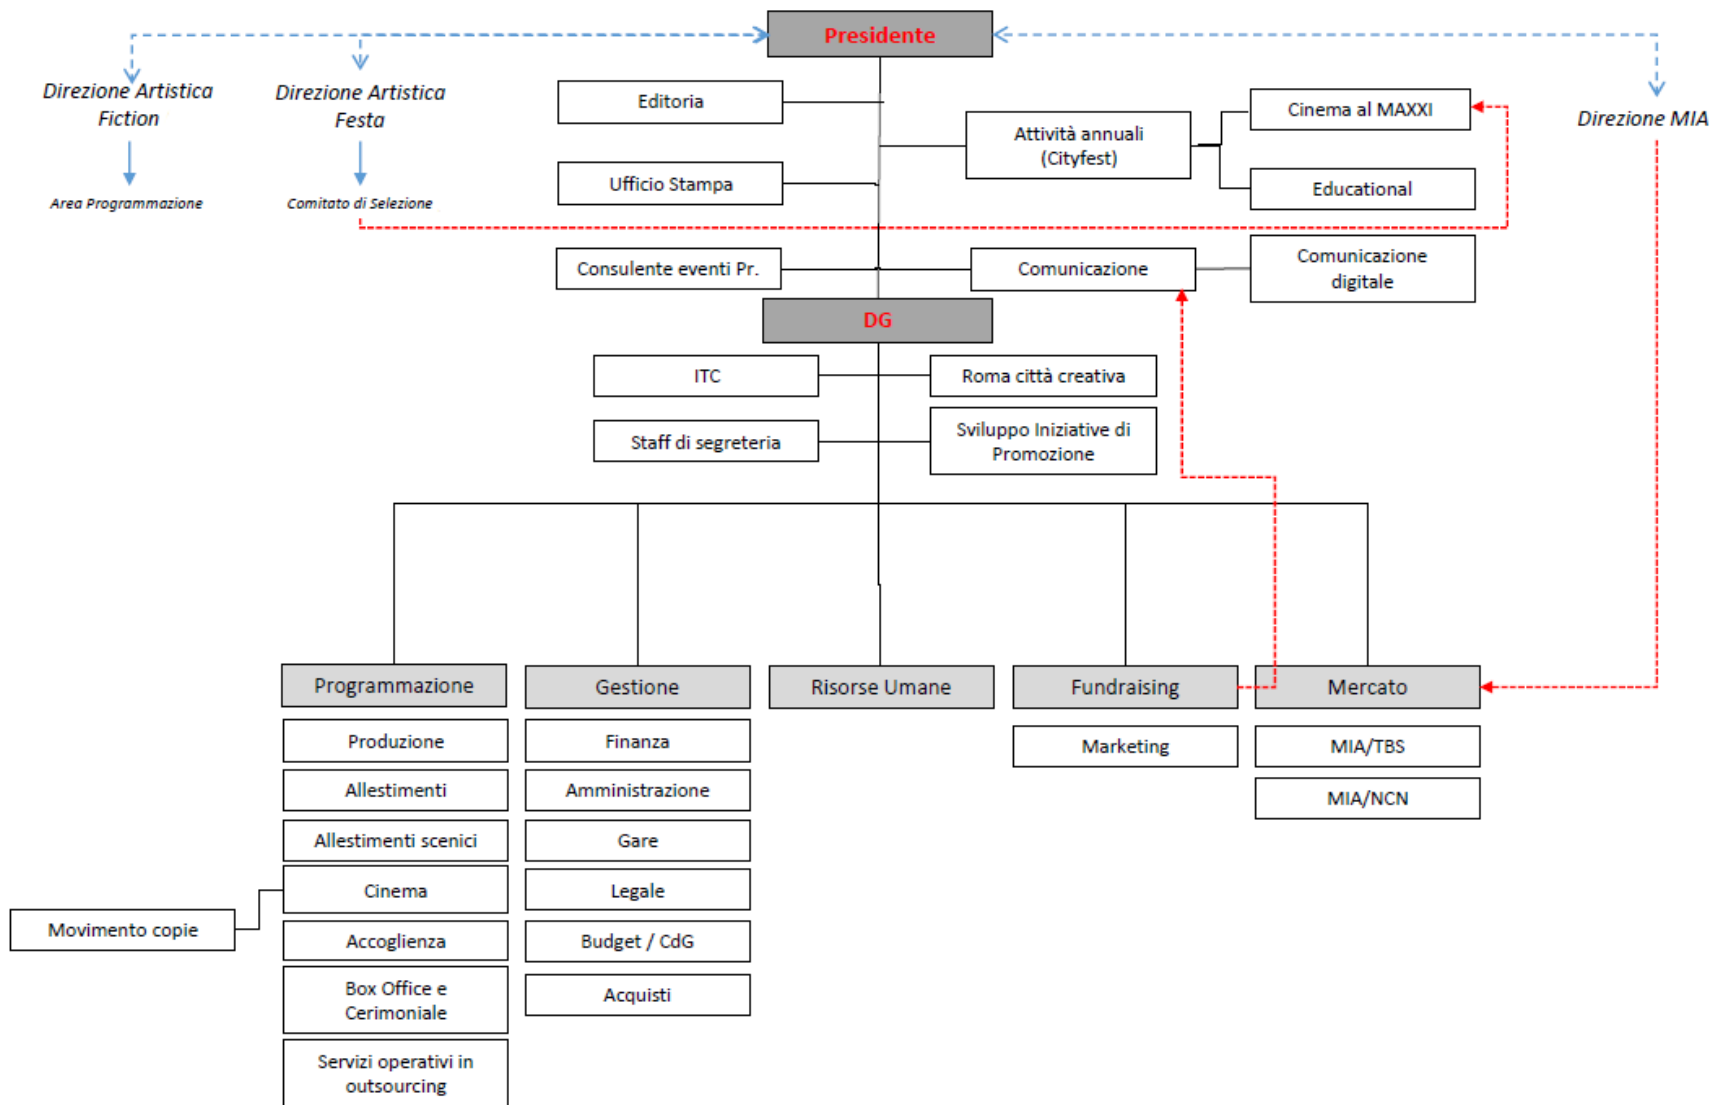 Presidente
Direzione Artistica
Fiction
Direzione Artistica
Festa
Editoria
Attività annuali
(Cityfest)
Cinema al MAXXI
Direzione MIA
Ufficio Stampa
Educational
Area Programmazione
Comitato di Selezione
Consulente eventi Pr.
Comunicazione
Comunicazione
digitale
DG
ITC
Roma città creativa
Staff di segreteria
Sviluppo Iniziative di
Promozione
Programmazione
Gestione
Risorse Umane
Fundraising
Mercato
Produzione
Finanza
Marketing
MIA/TBS
Allestimenti
Amministrazione
MIA/NCN
Allestimenti scenici
Gare
Cinema
Legale
Movimento copie
Accoglienza
Budget / CdG
Box Office e
Cerimoniale
Acquisti
Servizi operativi in
outsourcing